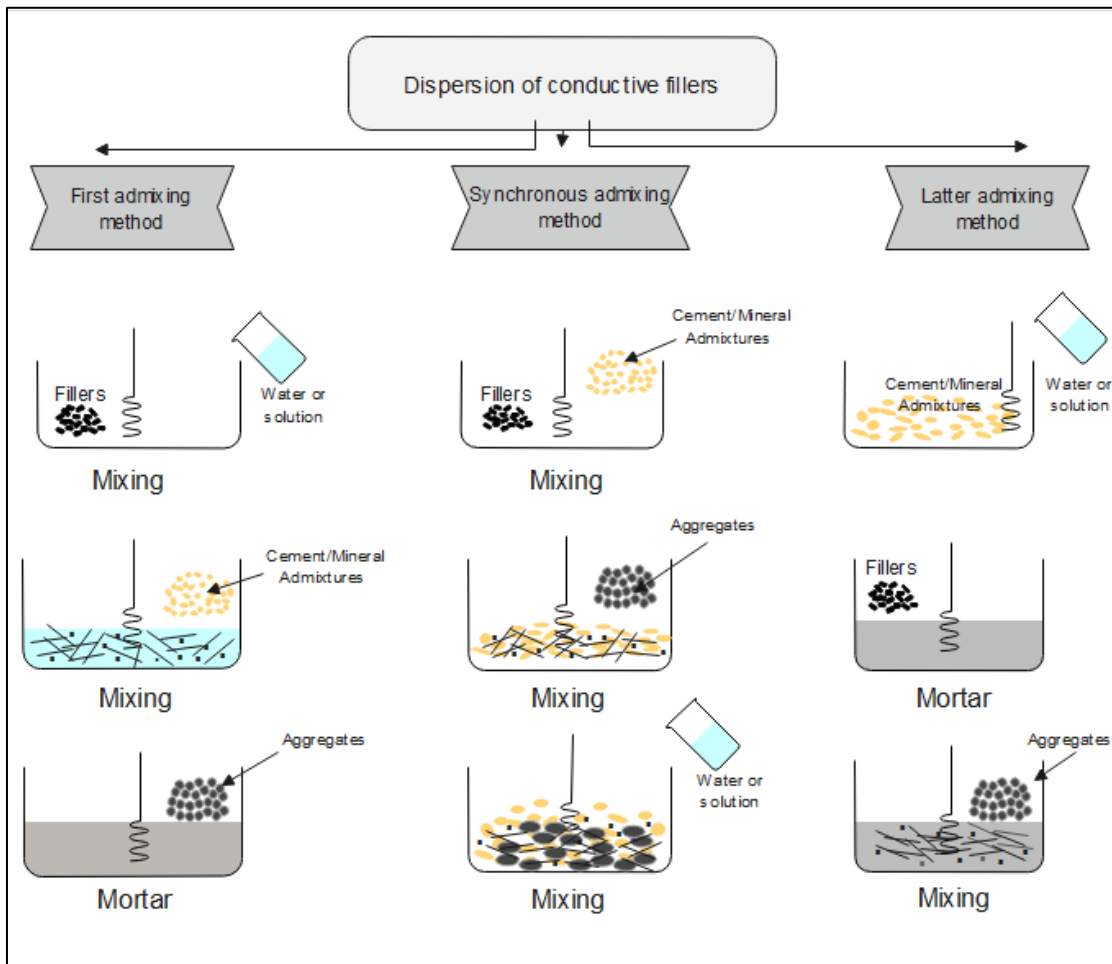 Dispersion of conductive fillers
First admixing
method
Synchronous admixing
method
Latter admixing
method
Fillers
Water or
solution
Mixing
Cement/Mineral
Admixtures
Fillers
Mixing
Cement/Mineral
Admixtures
Water or
solution
Cement/Mineral
Admixtures
Mixing
Aggregates
Mixing
Fillers
Mortar
Aggregates
Mortar
Water or
solution
Mixing
Aggregates
Mixing